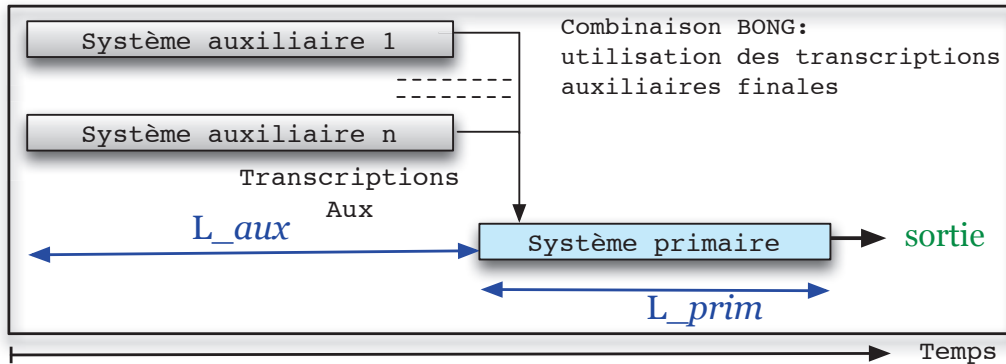 Système auxiliaire 1
Combinaison BONG:
utilisation des transcriptions
auxiliaires finales
Système auxiliaire n
Transcriptions
Aux
L_aux
Système primaire
sortie
L_prim
Temps